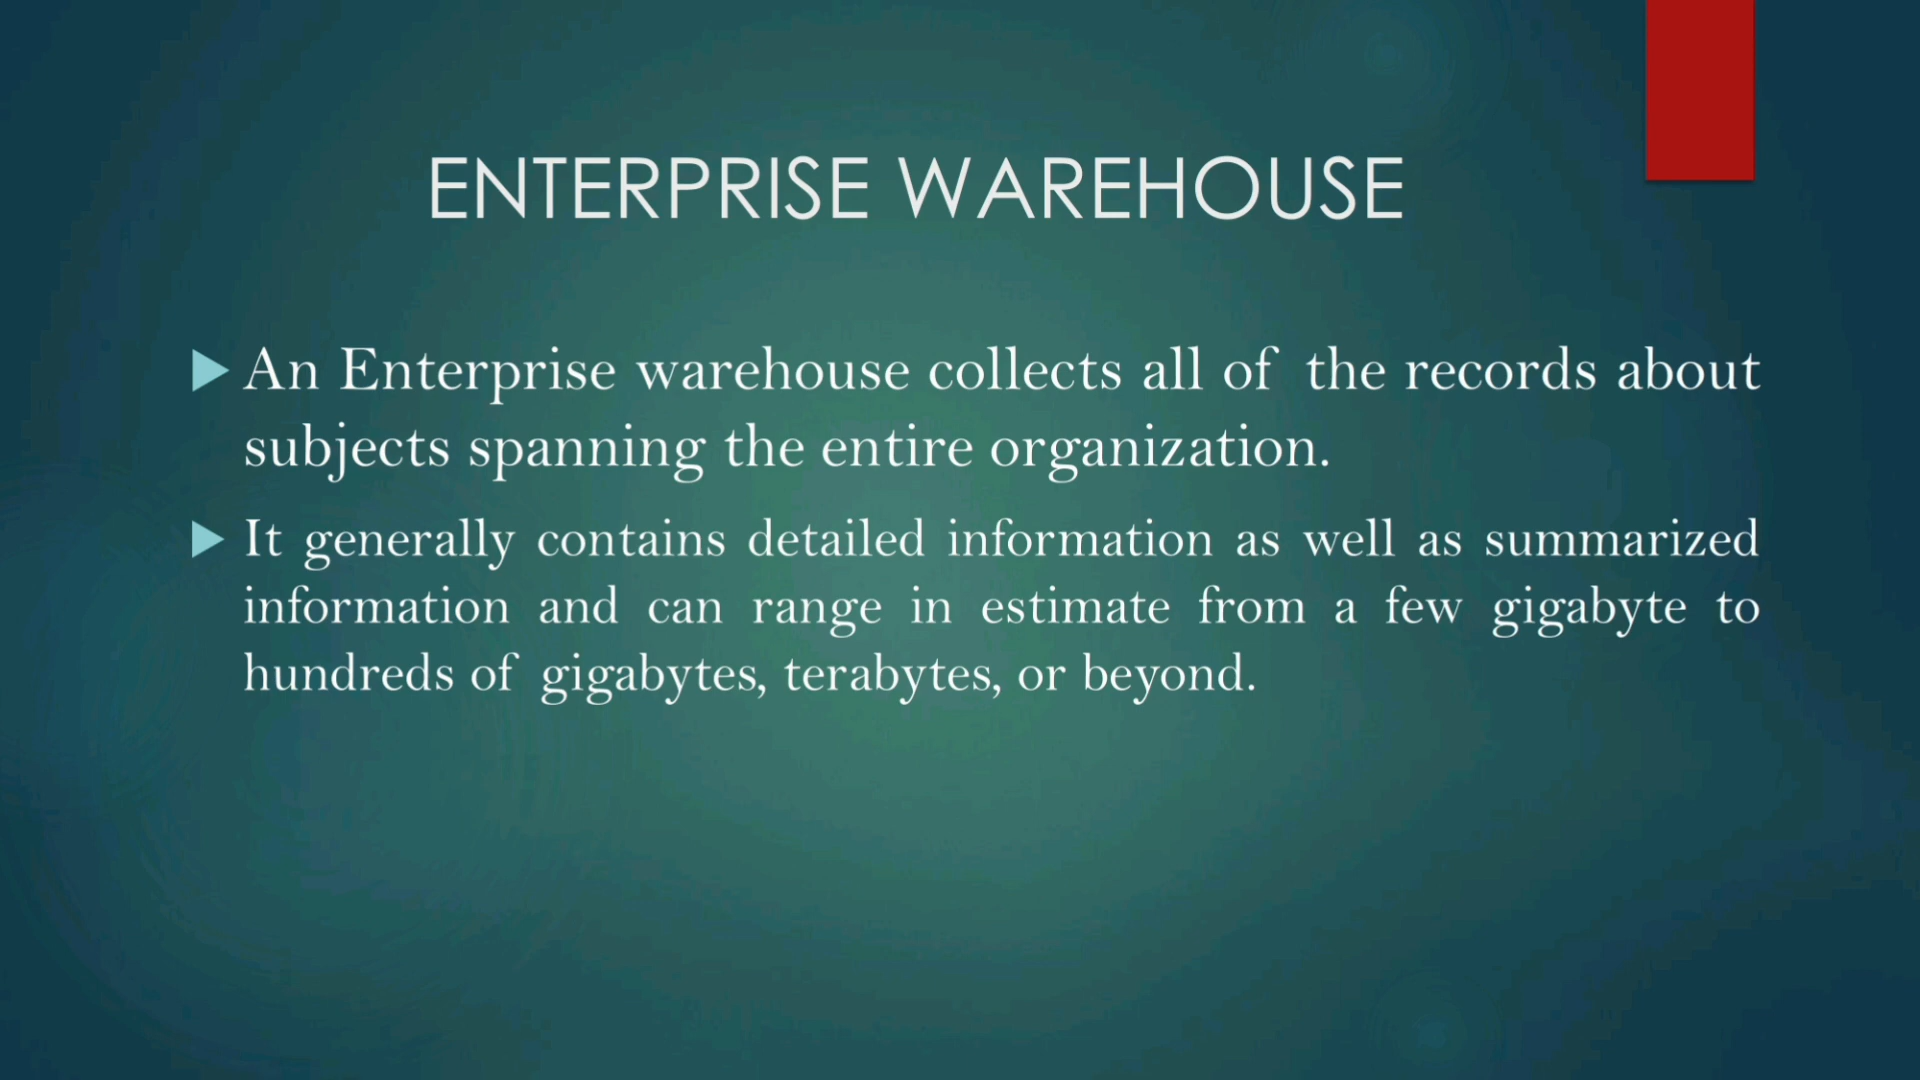 ENTERPRISE WAREHOUSE
An Enterprise warehouse collects all of the records about
subjects spanning the entire organization.
It generally contains detailed information as well as summarized
information and can range in estimate from a few gigabyte to
hundreds of gigabytes, terabytes, or beyond.